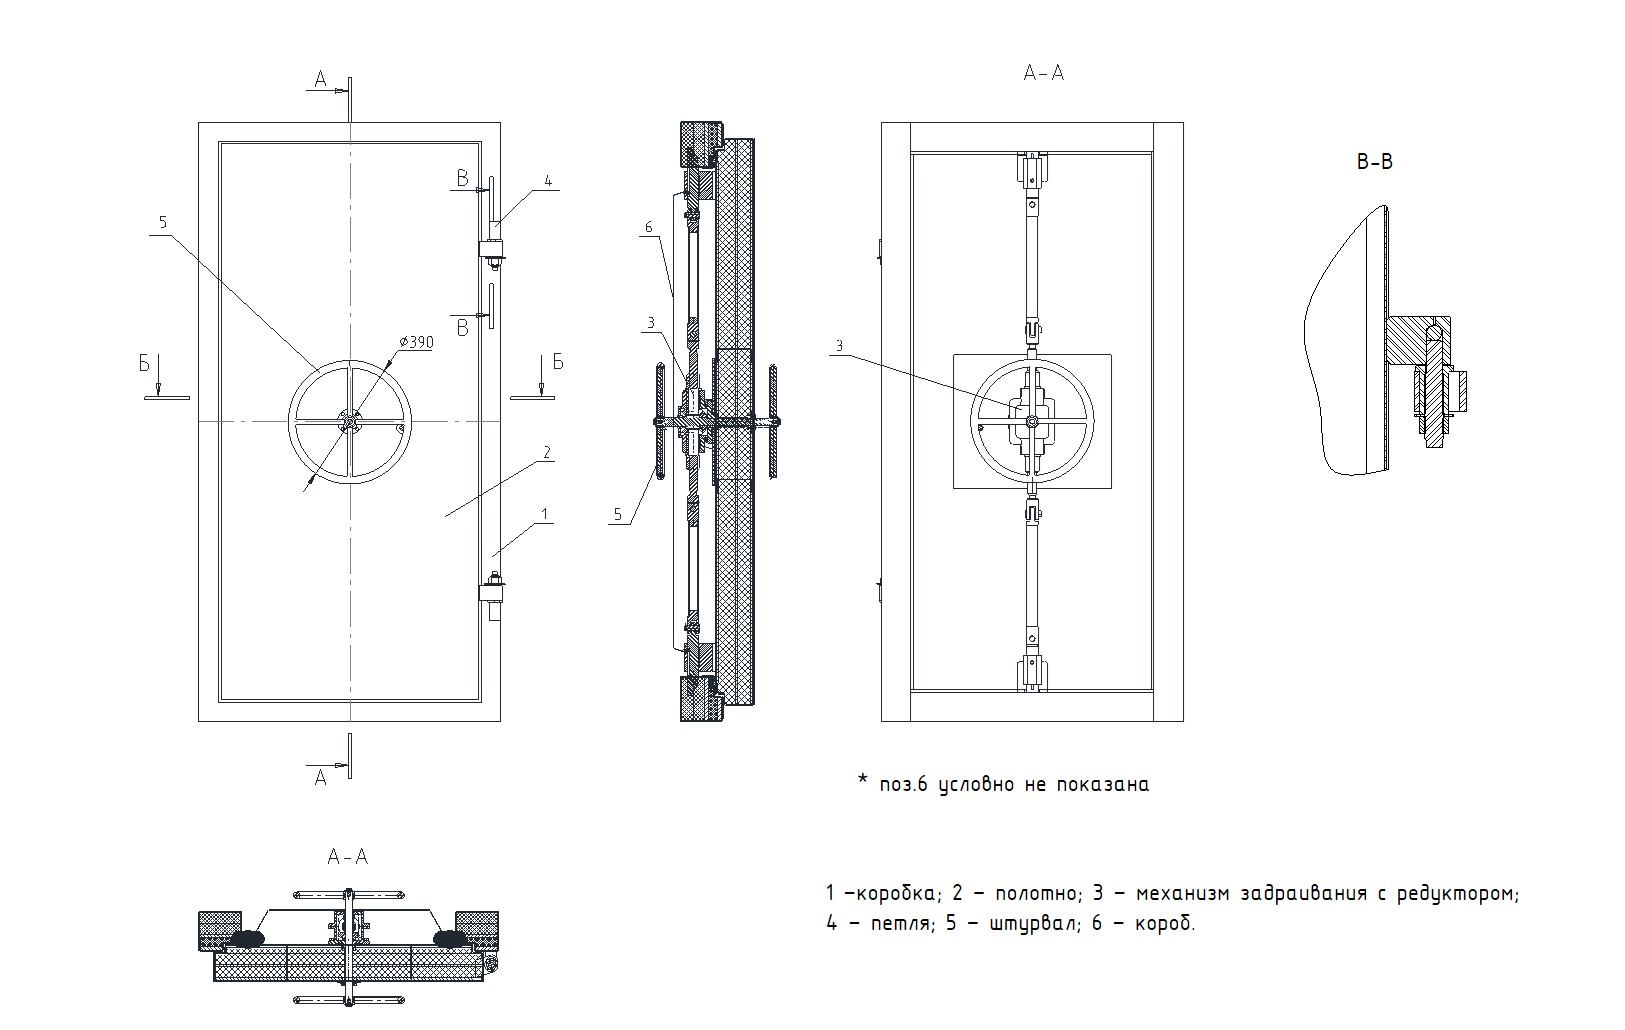 А
А-А
В-В
В
4
5
6
3
3
В
⌀390
Б
Б
2
1
5
А
* поз.6 условно не показана
А-А
1 –коробка; 2 – полотно; 3 – механизм задраивания с редуктором;
4 – петля; 5 – штурвал; 6 – короб.